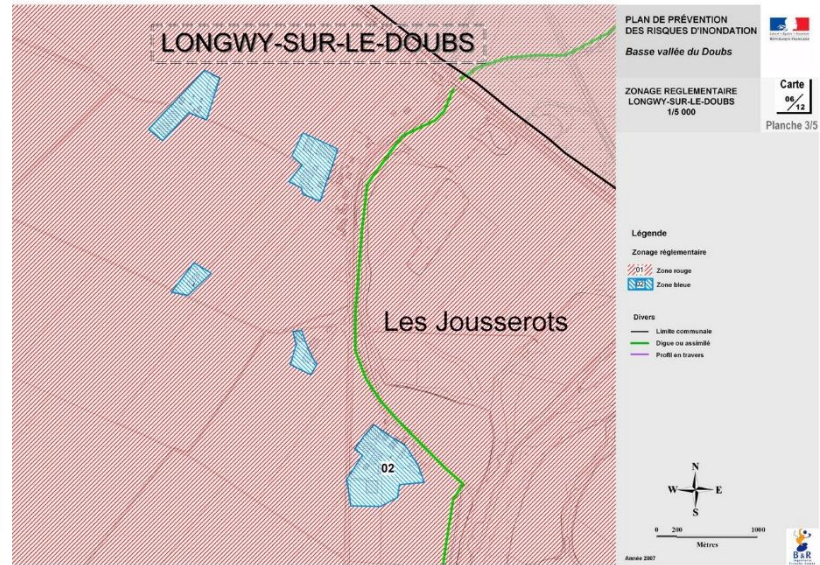 LONGWY-SUR-LE-DOUBS
Les Jousserots
02
PLAN DE PRÉVENTION
DES RISQUES D'INONDATION
Basse vallée du Doubs
ZONAGE REGLEMENTAIRE
LONGWY-SUR-LE-DOUBS
1/5 000
Carte
06/12
Planche 3/5
Légende
Zonage réglementaire
01 Zone rouge
02 Zone bleue
Divers
Limite communale
Digue ou assimilé
Profil en travers
N
W E
S
0 200 1000
Mètres
Année 2007
B&R